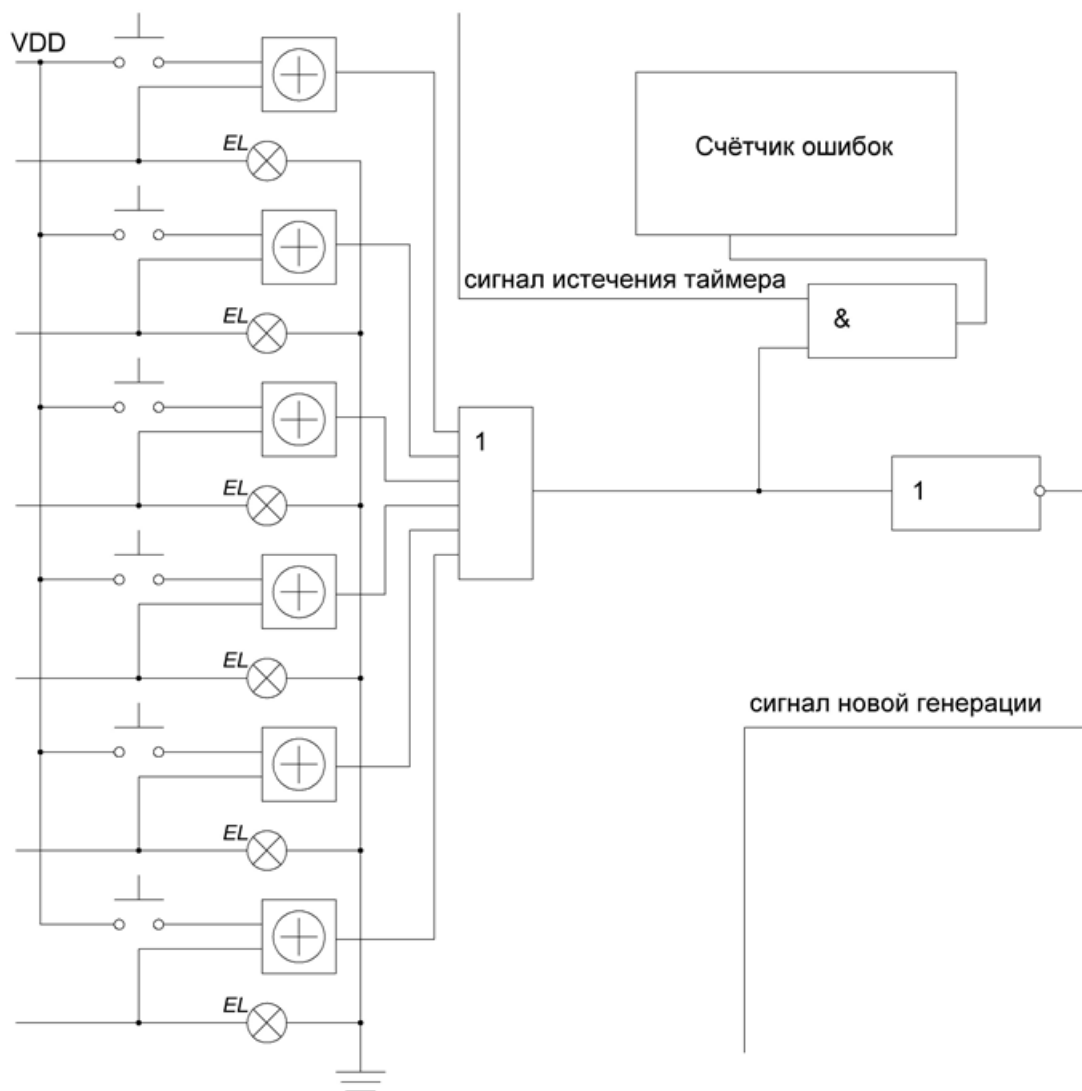 VDD
EL
Счётчик ошибок
EL
сигнал истечения таймера
&
EL
1
1
EL
сигнал новой генерации
EL
EL